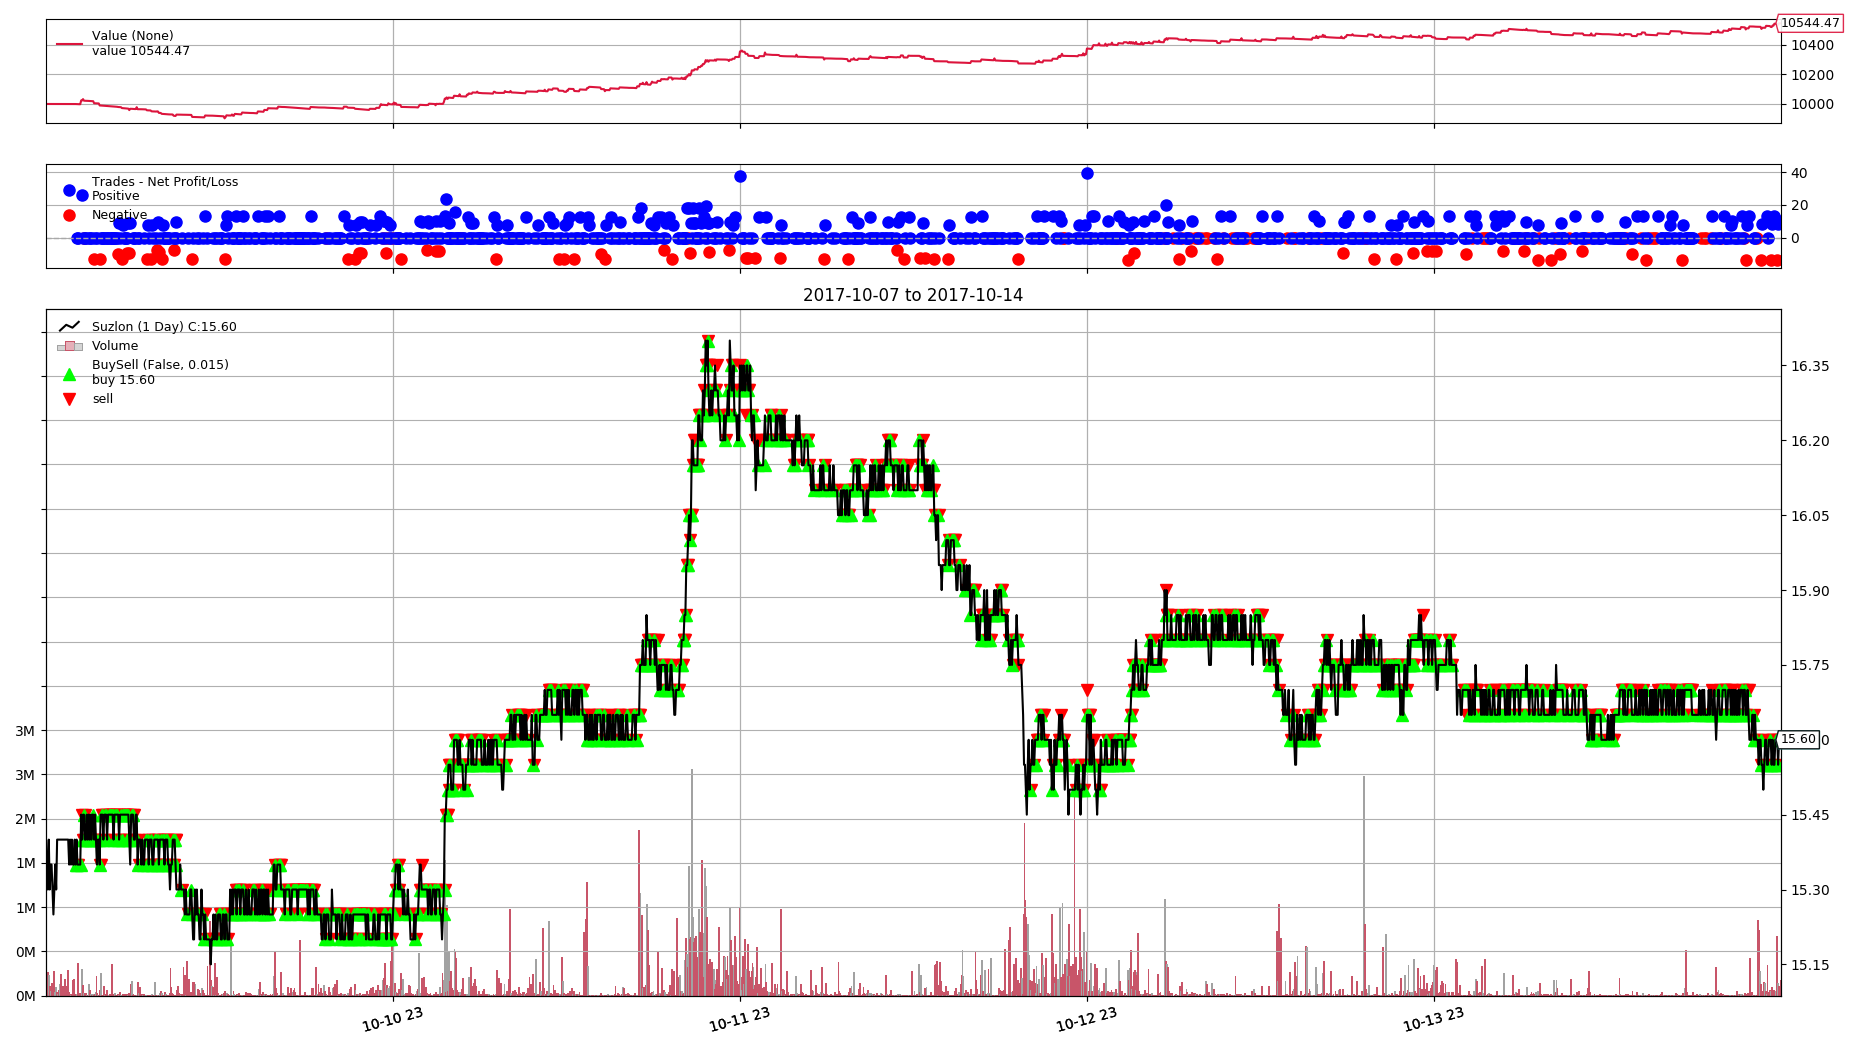 Value (None)
value 10544.47
10544.47
10400
10200
10000
Trades - Net Profit/Loss
Positive
Negative
40
20
0
2017-10-07 to 2017-10-14
Suzlon (1 Day) C:15.60
Volume
BuySell (False, 0.015)
buy 15.60
sell
16.35
16.20
16.05
15.90
15.75
15.60
0
15.45
15.30
15.15
3M
3M
2M
1M
1M
0M
0M
10-10 23
10-11 23
10-12 23
10-13 23